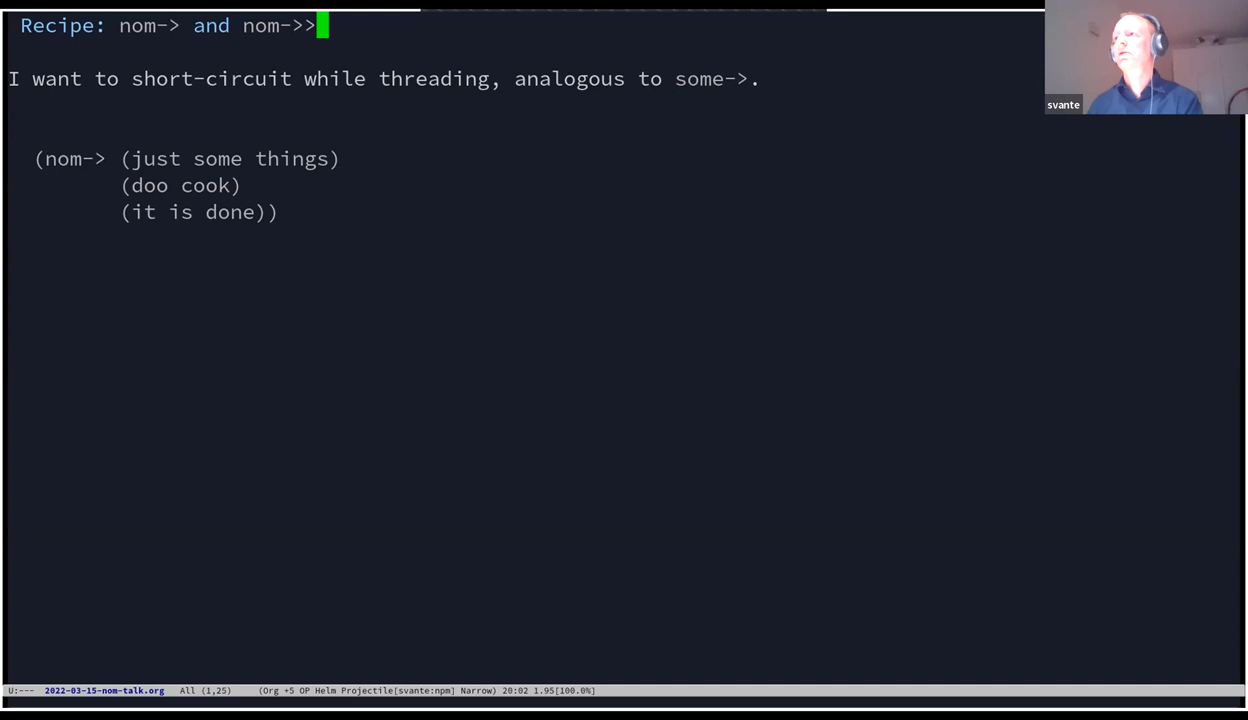 Recipe: nom-> and nom->>
I want to short-circuit while threading, analogous to some->.
svante
(nom-> (just some things)
(doo cook)
(it is done))
U:--- 2022-03-15-nom-talk.org All (1,25) (Org +5 OP Helm Projectile[svante:npm] Narrow) 20:02 1.95[100.0%]